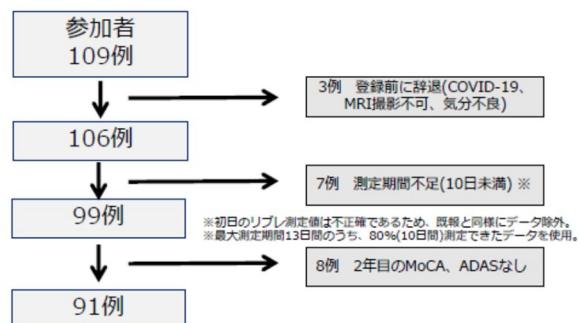 参加者
109例
3例　登録前に辞退(COVID-19、
MRI撮影不可、気分不良)
106例
7例　測定期間不足(10日未満) ※
99例
※初日のリブレ測定値は不正確であるため、既報と同様にデータ除外。
※最大測定期間13日間のうち、80%(10日間)測定できたデータを使用。
8例　2年目のMoCA、ADASなし
91例